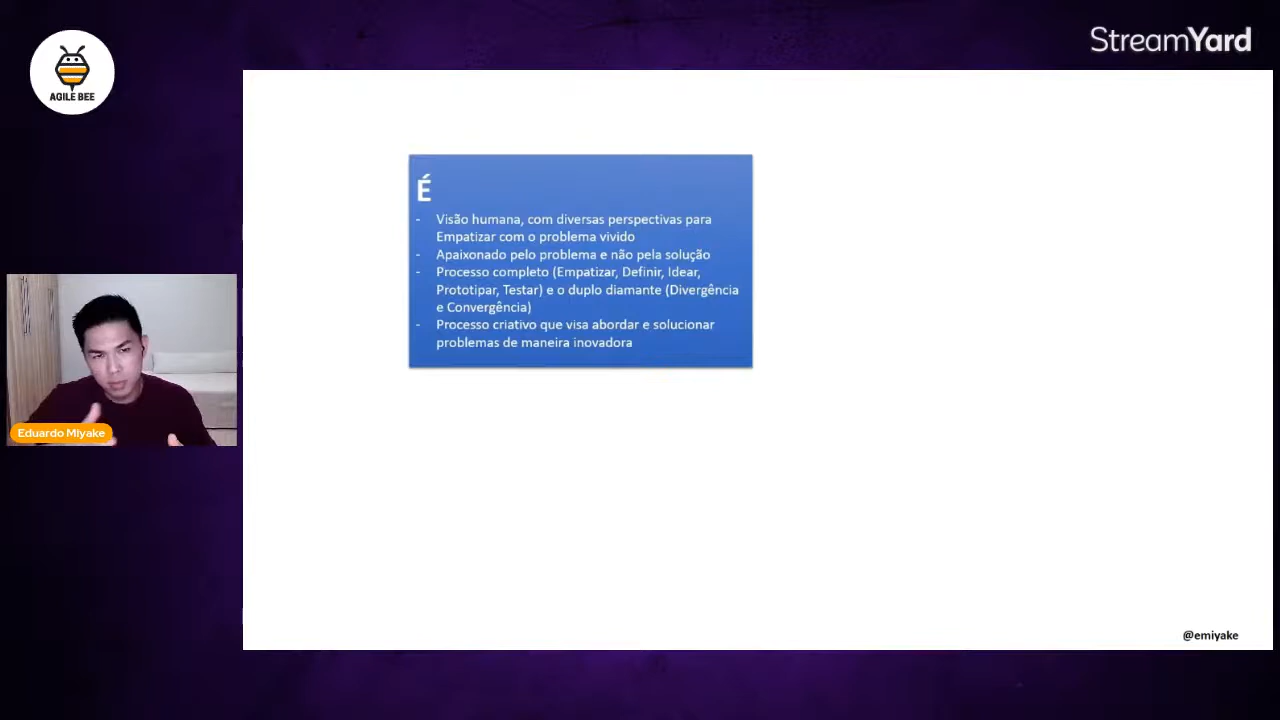 StreamYard
AGILE BEE
É
- Visão humana, com diversas perspectivas para
Empatizar com o problema vivido
- Apaixonado pelo problema e não pela solução
- Processo completo (Empatizar, Definir, Idear,
Prototipar, Testar) e o duplo diamante (Divergência
e Convergência)
- Processo criativo que visa abordar e solucionar
problemas de maneira inovadora
Eduardo Miyake
@emiyake